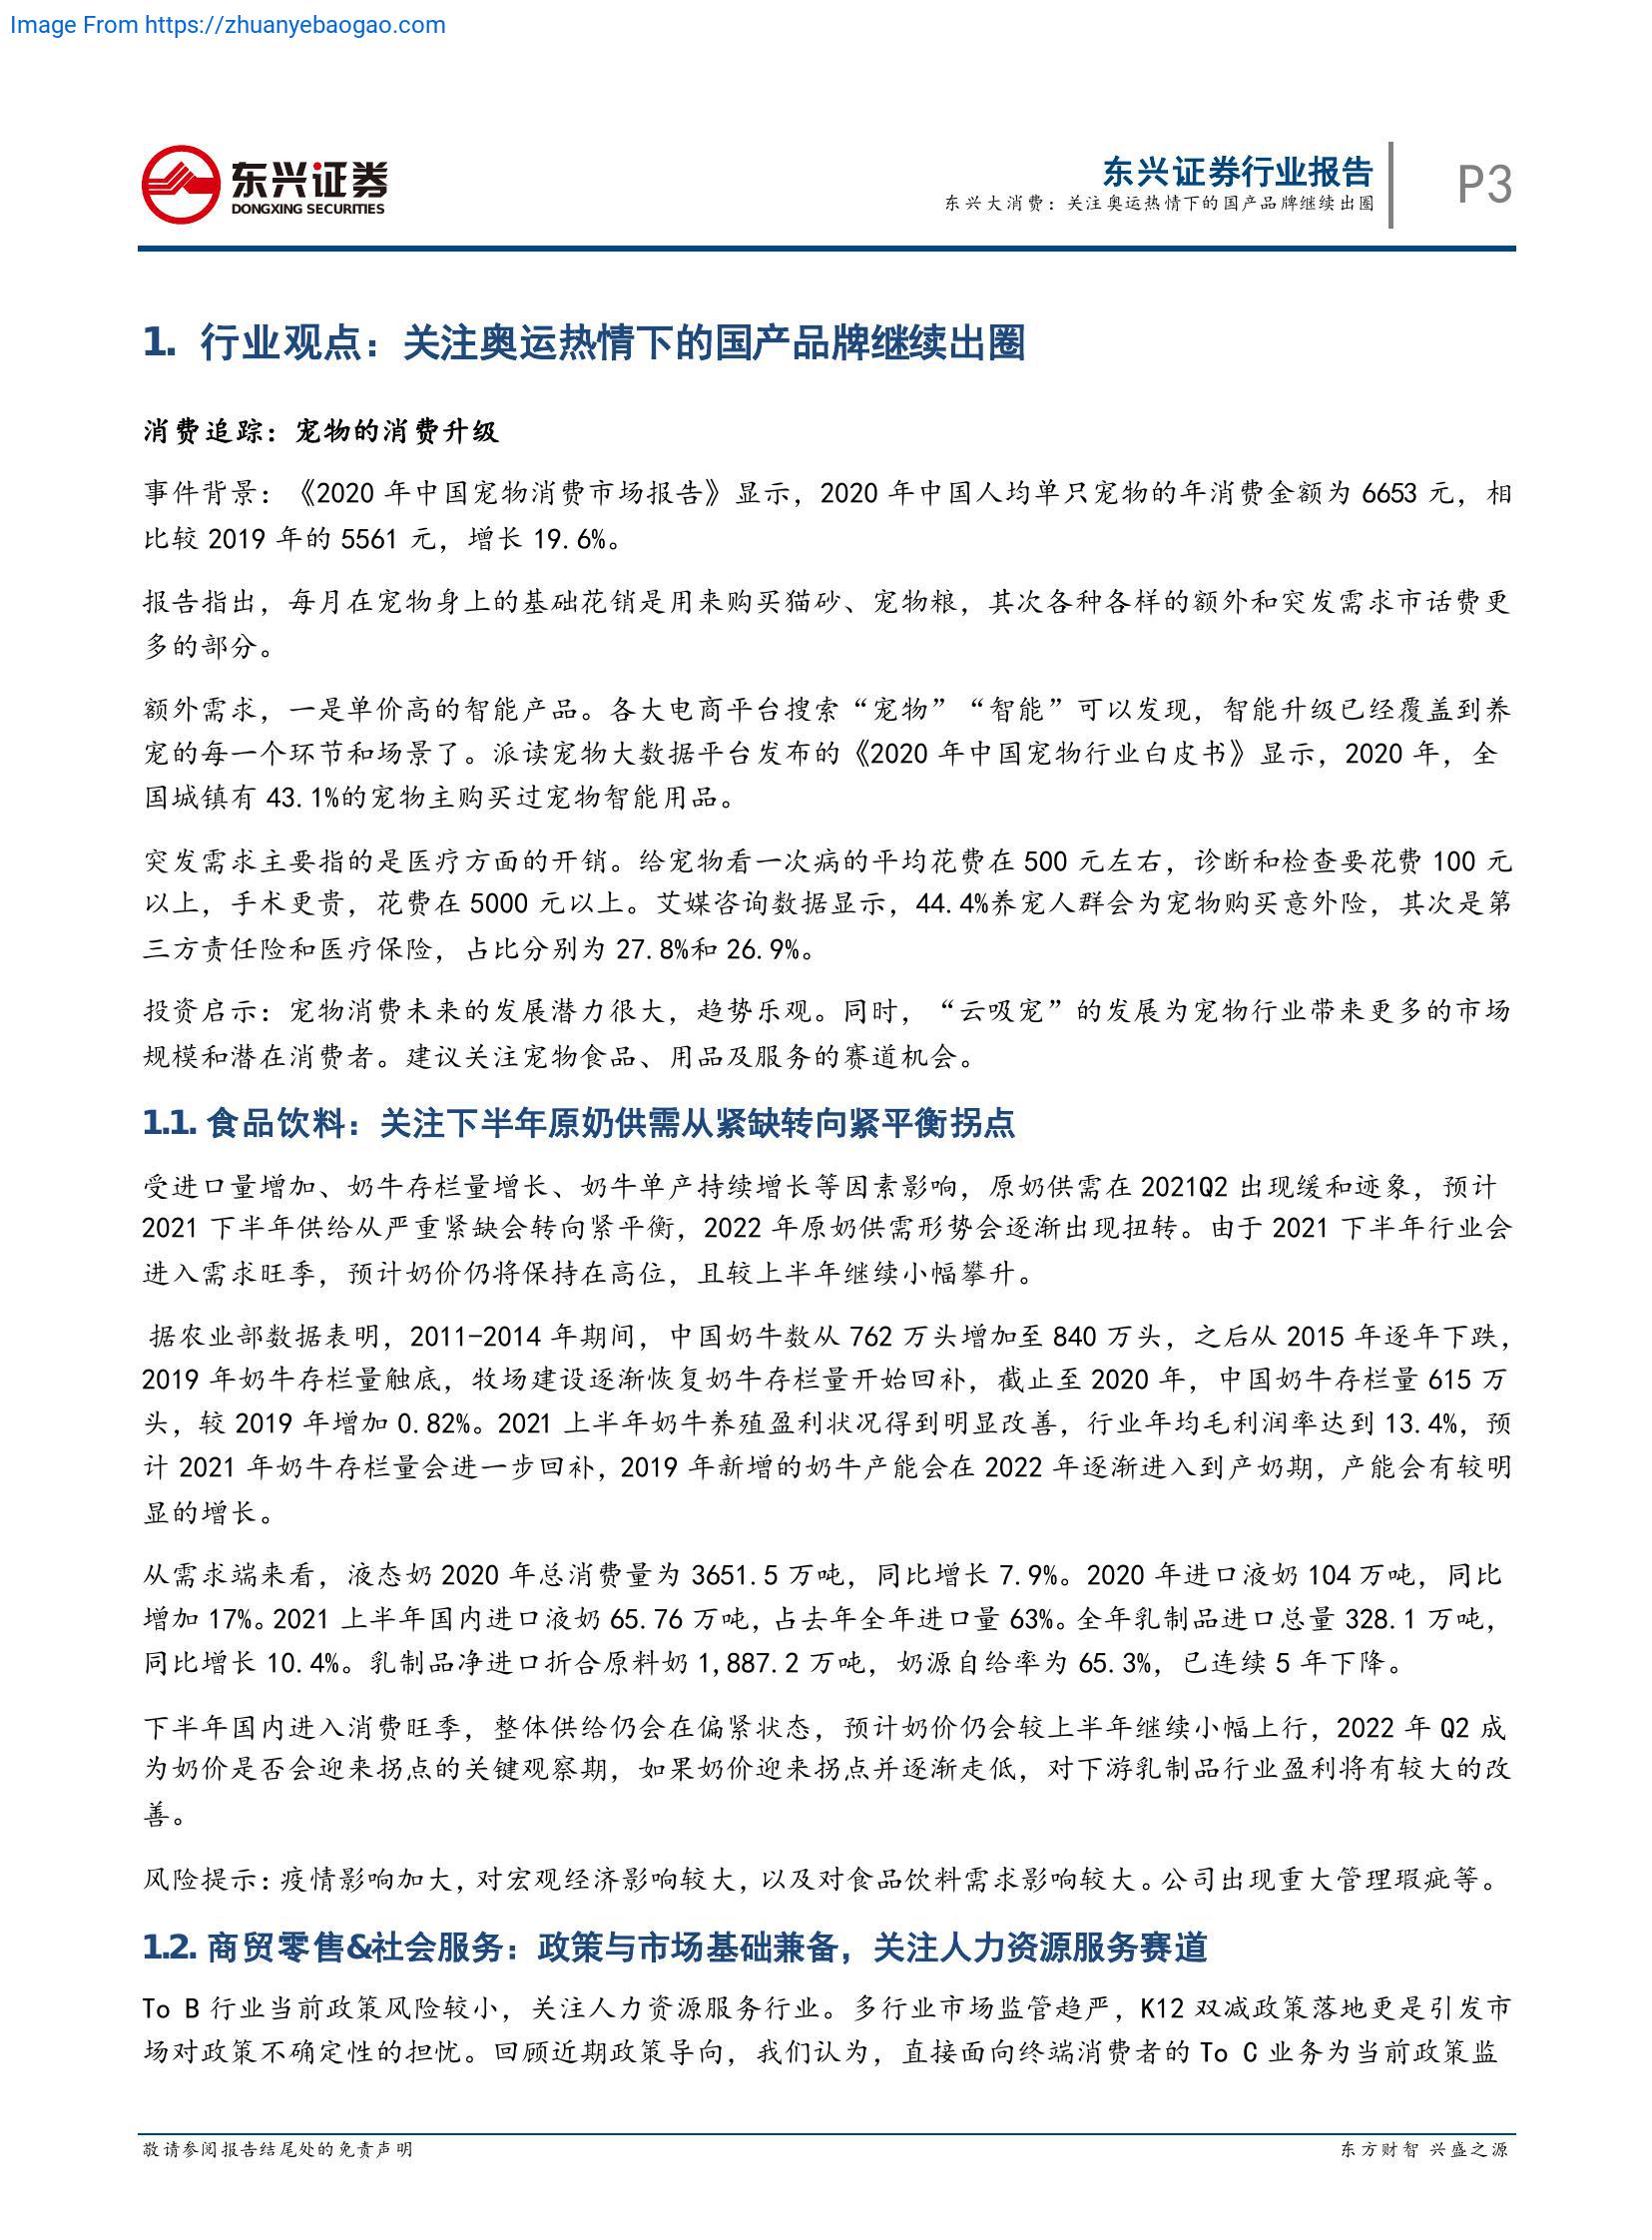 Image From https://zhuanyebaogao.com
东兴证券
DONGXING SECURITIES
东兴证券行业报告
东兴大消费：关注奥运热情下的国产品牌继续出圈
P3
1. 行业观点：关注奥运热情下的国产品牌继续出圈
消费追踪：宠物的消费升级
事件背景：《2020 年中国宠物消费市场报告》显示，2020 年中国人均单只宠物的年消费金额为 6653 元，相
比较 2019 年的 5561 元，增长 19.6%。
报告指出，每月在宠物身上的基础花销是用来购买猫砂、宠物粮，其次各种各样的额外和突发需求市话费更
多的部分。
额外需求，一是单价高的智能产品。各大电商平台搜索“宠物”“智能”可以发现，智能升级已经覆盖到养
宠的每一个环节和场景了。派读宠物大数据平台发布的《2020 年中国宠物行业白皮书》显示，2020 年，全
国城镇有 43.1%的宠物主购买过宠物智能用品。
突发需求主要指的是医疗方面的开销。给宠物看一次病的平均花费在 500 元左右，诊断和检查要花费 100 元
以上，手术更贵，花费在 5000 元以上。艾媒咨询数据显示，44.4%养宠人群会为宠物购买意外险，其次是第
三方责任险和医疗保险，占比分别为 27.8%和 26.9%。
投资启示：宠物消费未来的发展潜力很大，趋势乐观。同时，“云吸宠”的发展为宠物行业带来更多的市场
规模和潜在消费者。建议关注宠物食品、用品及服务的赛道机会。
1.1. 食品饮料：关注下半年原奶供需从紧缺转向紧平衡拐点
受进口量增加、奶牛存栏量增长、奶牛单产持续增长等因素影响，原奶供需在 2021Q2 出现缓和迹象，预计
2021 下半年供给从严重紧缺会转向紧平衡，2022 年原奶供需形势会逐渐出现扭转。由于 2021 下半年行业会
进入需求旺季，预计奶价仍将保持在高位，且较上半年继续小幅攀升。
据农业部数据表明，2011-2014 年期间，中国奶牛数从 762 万头增加至 840 万头，之后从 2015 年逐年下跌，
2019 年奶牛存栏量触底，牧场建设逐渐恢复奶牛存栏量开始回补，截止至 2020 年，中国奶牛存栏量 615 万
头，较 2019 年增加 0.82%。2021 上半年奶牛养殖盈利状况得到明显改善，行业年均毛利润率达到 13.4%，预
计 2021 年奶牛存栏量会进一步回补，2019 年新增的奶牛产能会在 2022 年逐渐进入到产奶期，产能会有较明
显的增长。
从需求端来看，液态奶 2020 年总消费量为 3651.5 万吨，同比增长 7.9%。2020 年进口液奶 104 万吨，同比
增加 17%。2021 上半年国内进口液奶 65.76 万吨，占去年全年进口量 63%。全年乳制品进口总量 328.1 万吨，
同比增长 10.4%。乳制品净进口折合原料奶 1,887.2 万吨，奶源自给率为 65.3%，已连续 5 年下降。
下半年国内进入消费旺季，整体供给仍会在偏紧状态，预计奶价仍会较上半年继续小幅上行，2022 年 Q2 成
为奶价是否会迎来拐点的关键观察期，如果奶价迎来拐点并逐渐走低，对下游乳制品行业盈利将有较大的改
善。
风险提示：疫情影响加大，对宏观经济影响较大，以及对食品饮料需求影响较大。公司出现重大管理瑕疵等。
1.2. 商贸零售&社会服务：政策与市场基础兼备，关注人力资源服务赛道
To B 行业当前政策风险较小，关注人力资源服务行业。多行业市场监管趋严，K12 双减政策落地更是引发市
场对政策不确定性的担忧。回顾近期政策导向，我们认为，直接面向终端消费者的 To C 业务为当前政策监
敬请参阅报告结尾处的免责声明
东方财智 兴盛之源